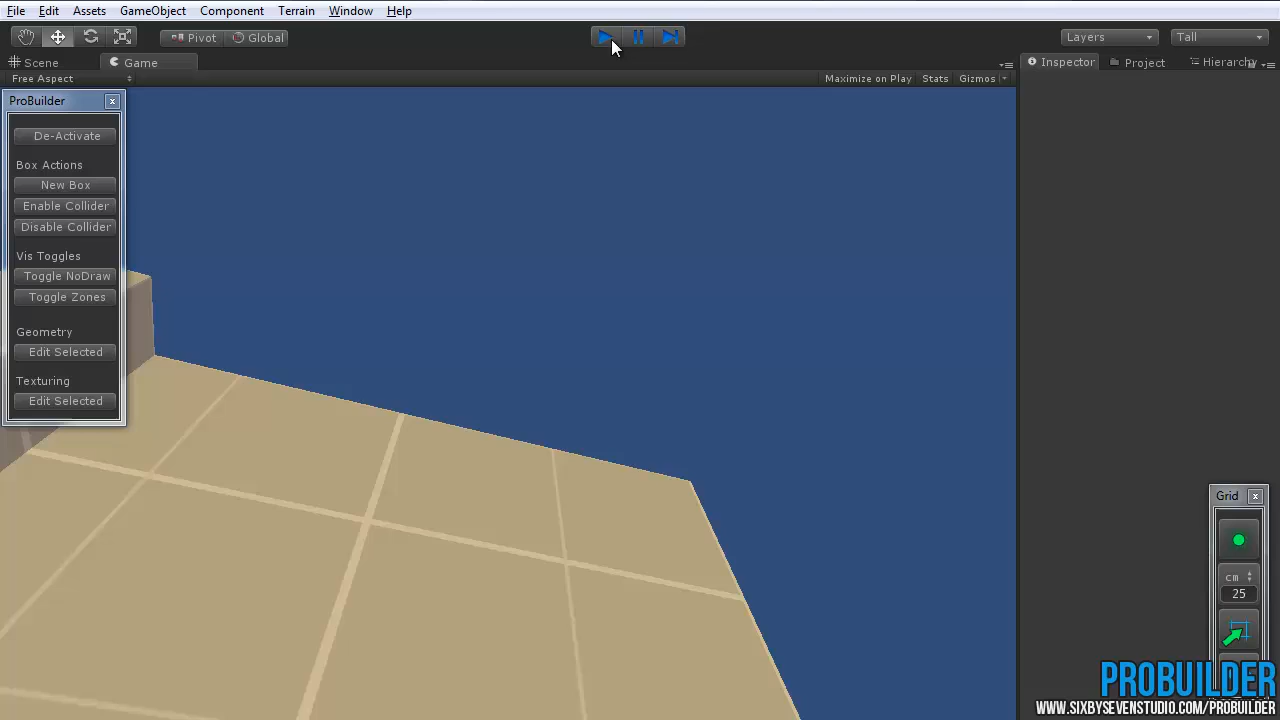 File Edit Assets GameObject Component Terrain Window Help
Pivot Global Layers Tall
Scene Game Inspector Project Hierarchy
Free Aspect Maximize on Play Stats Gizmos
ProBuilder
De-Activate
Box Actions
New Box
Enable Collider
Disable Collider
Vis Toggles
Toggle NoDraw
Toggle Zones
Geometry
Edit Selected
Texturing
Edit Selected
Grid
cm
25
PROBUILDER
WWW.SIXBYSEVENSTUDIO.COM/PROBUILDER